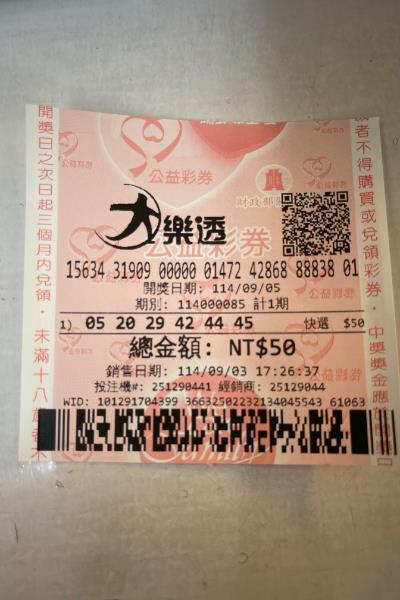 公益彩券
財政部
大樂透
公益彩券
15634 31909 00000 01472 42868 88838 01
開獎日期: 114/09/05
期別: 114000085 計1期
1) 05 20 29 42 44 45 快選 $50
總金額: NT$50
銷售日期: 114/09/03 17:26:37
投注機#: 251290441 經銷商: 25129044
WID: 101291704399 36632502232134045543 61063
開獎日之次日起三個月內兌領・未滿十八歲者不
者不得購買或兌領彩券・中獎獎金應